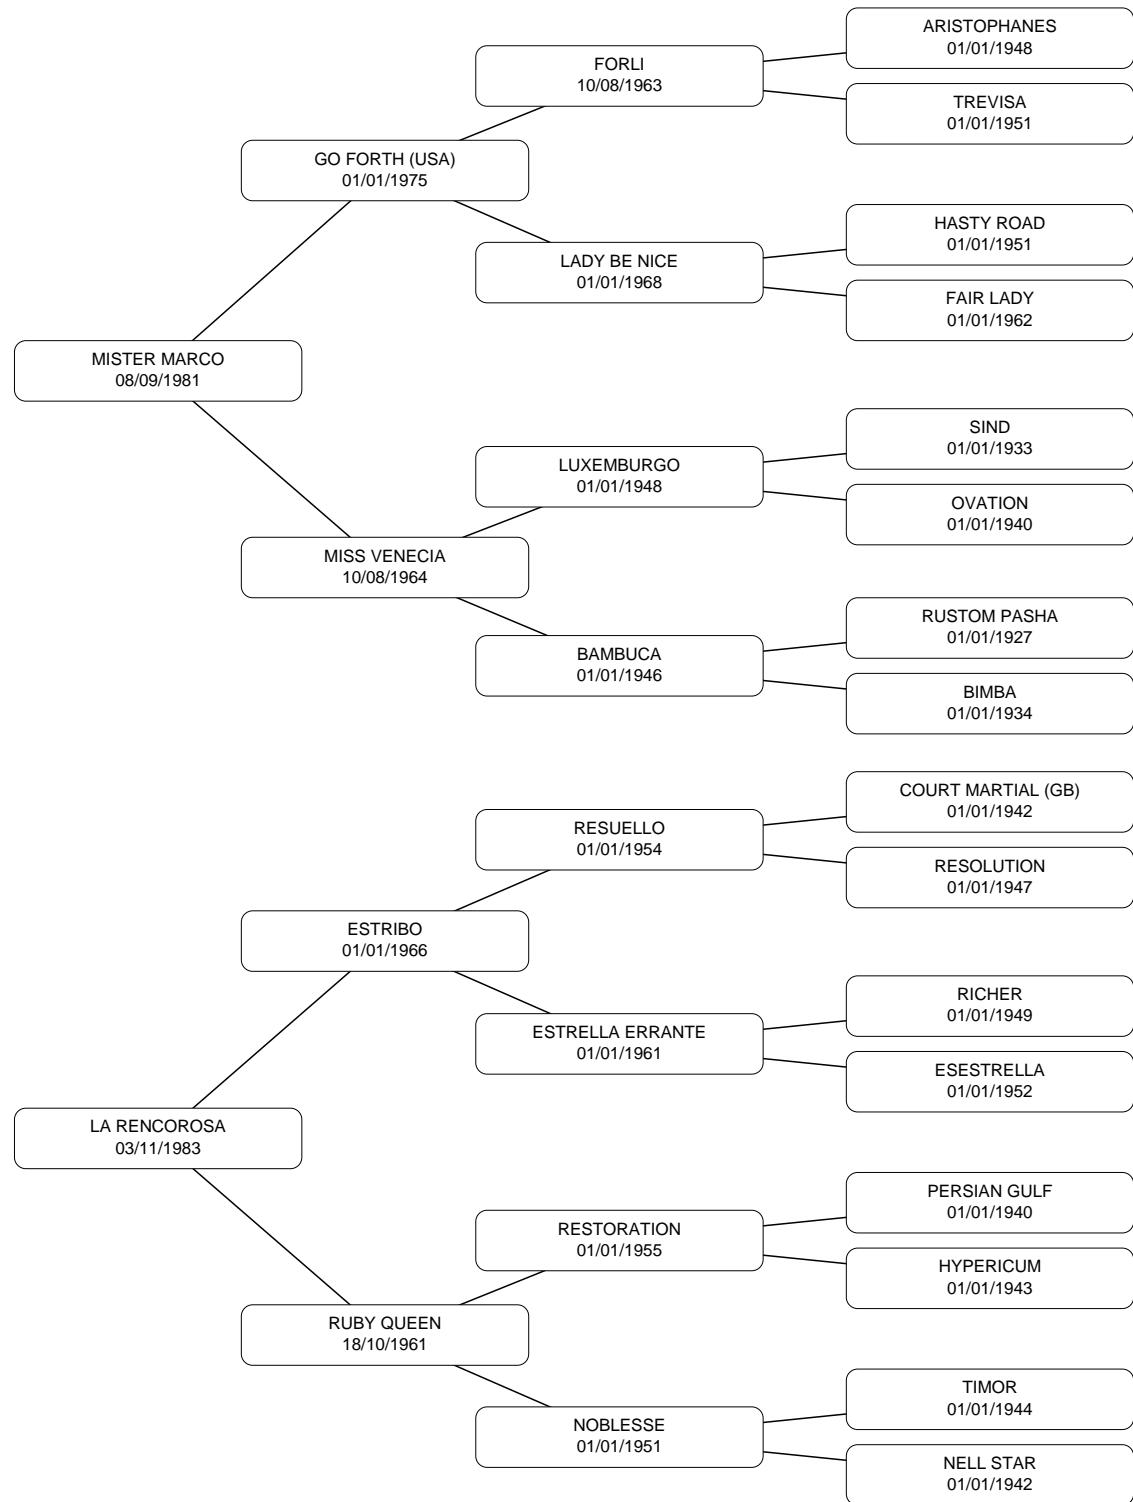 ARISTOPHANES
01/01/1948
FORLI
10/08/1963
TREVISA
01/01/1951
GO FORTH (USA)
01/01/1975
HASTY ROAD
01/01/1951
LADY BE NICE
01/01/1968
FAIR LADY
01/01/1962
MISTER MARCO
08/09/1981
SIND
01/01/1933
LUXEMBURGO
01/01/1948
OVATION
01/01/1940
MISS VENECIA
10/08/1964
RUSTOM PASHA
01/01/1927
BAMBUCA
01/01/1946
BIMBA
01/01/1934
COURT MARTIAL (GB)
01/01/1942
RESUELLO
01/01/1954
RESOLUTION
01/01/1947
ESTRIBO
01/01/1966
RICHER
01/01/1949
ESTRELLA ERRANTE
01/01/1961
ESESTRELLA
01/01/1952
LA RENCOROSA
03/11/1983
PERSIAN GULF
01/01/1940
RESTORATION
01/01/1955
HYPERICUM
01/01/1943
RUBY QUEEN
18/10/1961
TIMOR
01/01/1944
NOBLESSE
01/01/1951
NELL STAR
01/01/1942